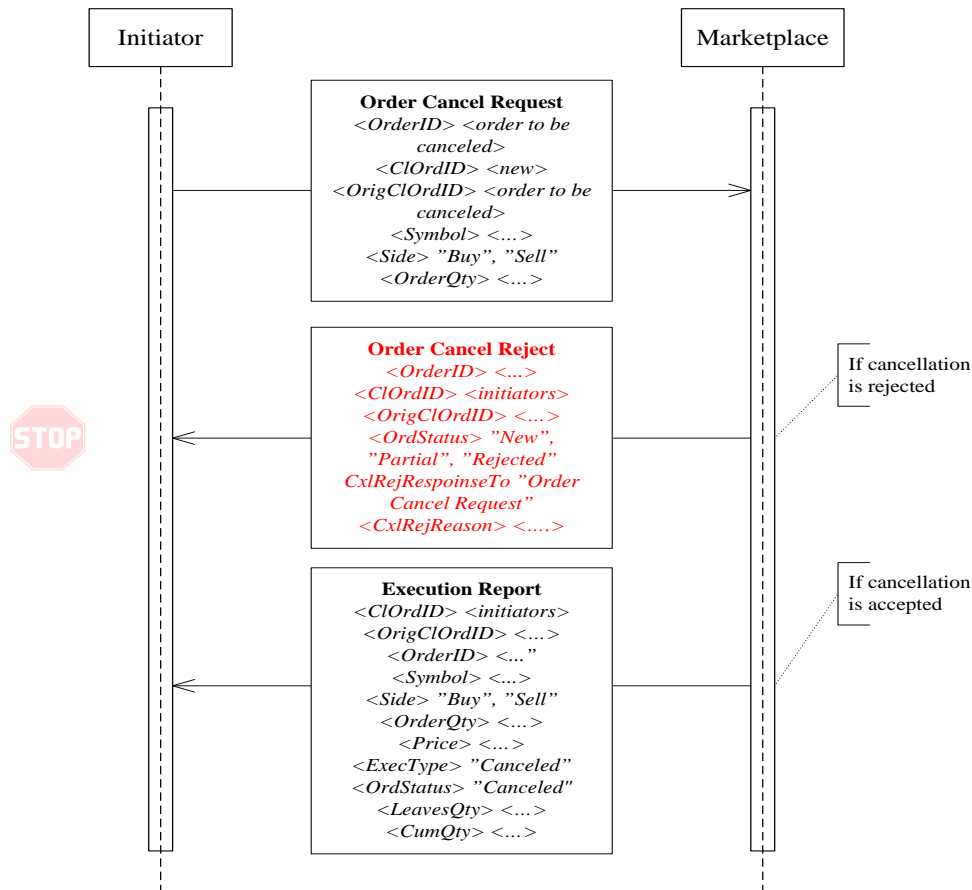 Initiator
Marketplace
Order Cancel Request
<OrderID> <order to be
canceled>
<ClOrdID> <new>
<OrigClOrdID> <order to be
canceled>
<Symbol> <...>
<Side> ”Buy”, “Sell”
<OrderQty> <...>
Order Cancel Reject
<OrderID> <...>
<ClOrdID> <initiators>
<OrigClOrdID> <...>
<OrdStatus> ”New”,
”Partial”, ”Rejected”
CxlRejRespoinseTo ”Order
Cancel Request”
<CxlRejReason> <....>
If cancellation
is rejected
STOP
Execution Report
<ClOrdID> <initiators>
<OrigClOrdID> <...>
<OrderID> <...”
<Symbol> <...>
<Side> ”Buy”, “Sell”
<OrderQty> <...>
<Price> <...>
<ExecType> ”Canceled”
<OrdStatus> ”Canceled"
<LeavesQty> <...>
<CumQty> <...>
If cancellation
is accepted